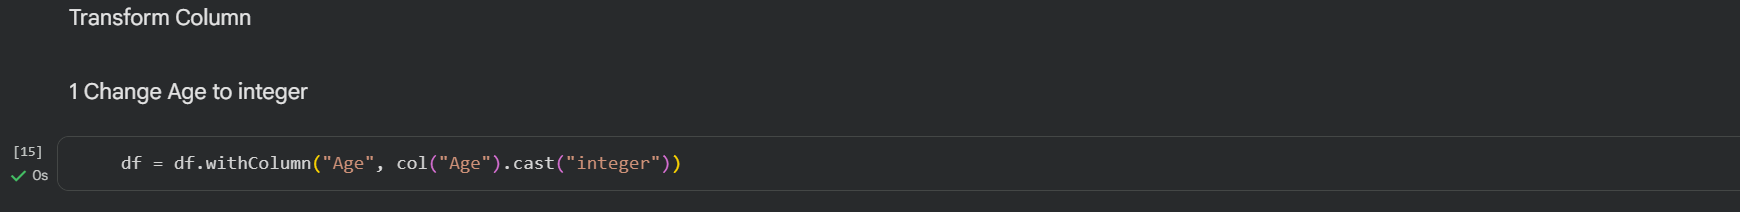 Transform Column
1 Change Age to integer
[15]
df = df.withColumn("Age", col("Age").cast("integer"))
0s